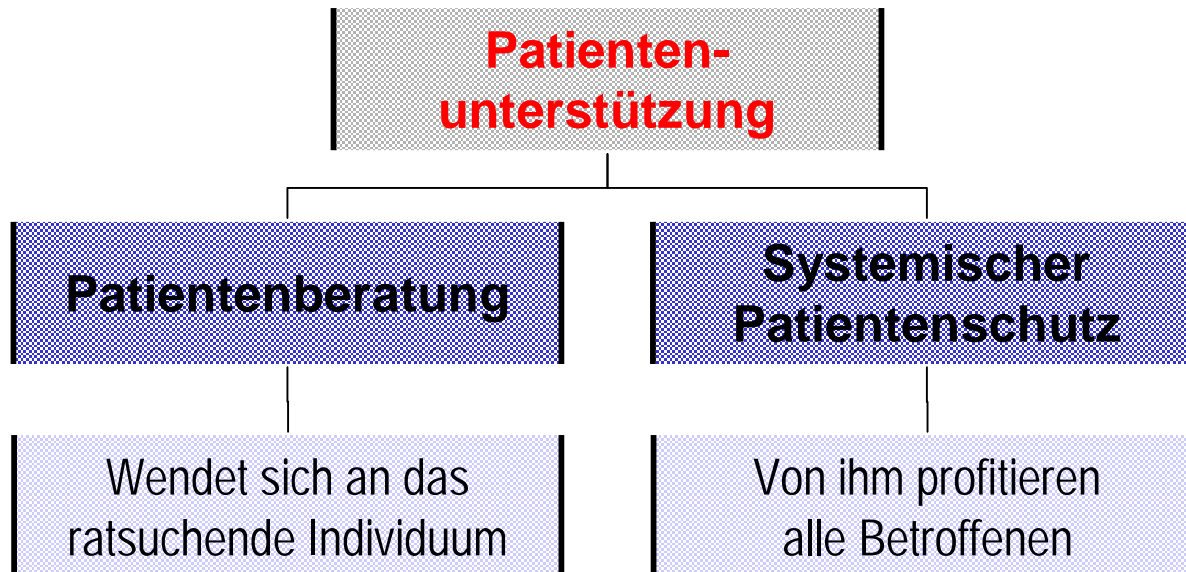 Patienten-
unterstützung
Patientenberatung
Systemischer
Patientenschutz
Wendet sich an das
ratsuchende Individuum
Von ihm profitieren
alle Betroffenen